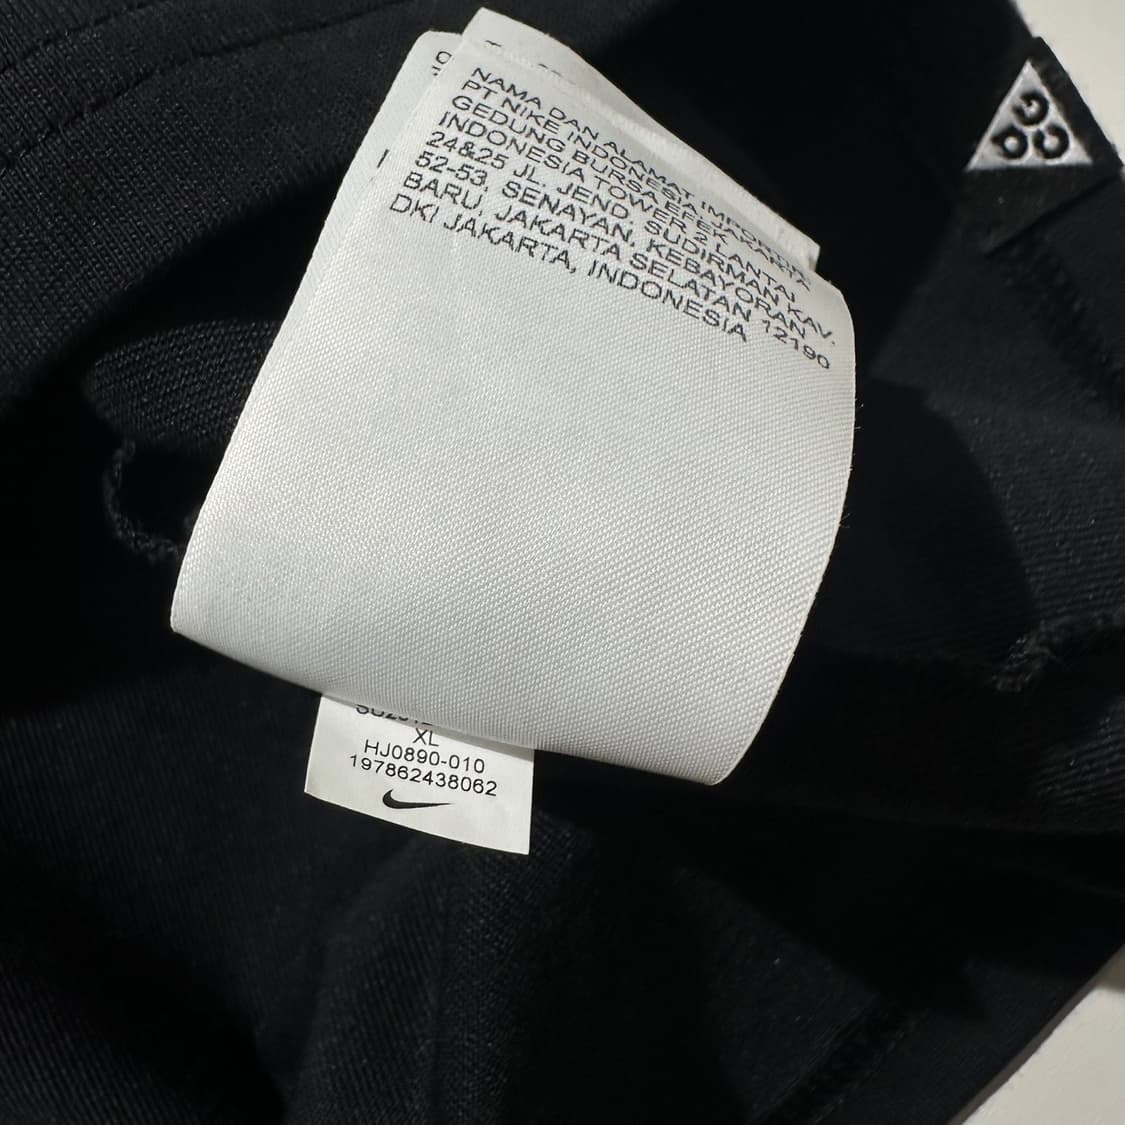 NAMA DAN ALAMAT IMPORTIR
PT NIKE INDONESIA
GEDUNG BURSA EFEK
INDONESIA TOWER 2, LANTAI
24&25 JL. JEND. SUDIRMAN KAV.
52-53, SENAYAN, KEBAYORAN
BARU, JAKARTA SELATAN 12190
DKI JAKARTA, INDONESIA
XL
HJ0890-010
197862438062